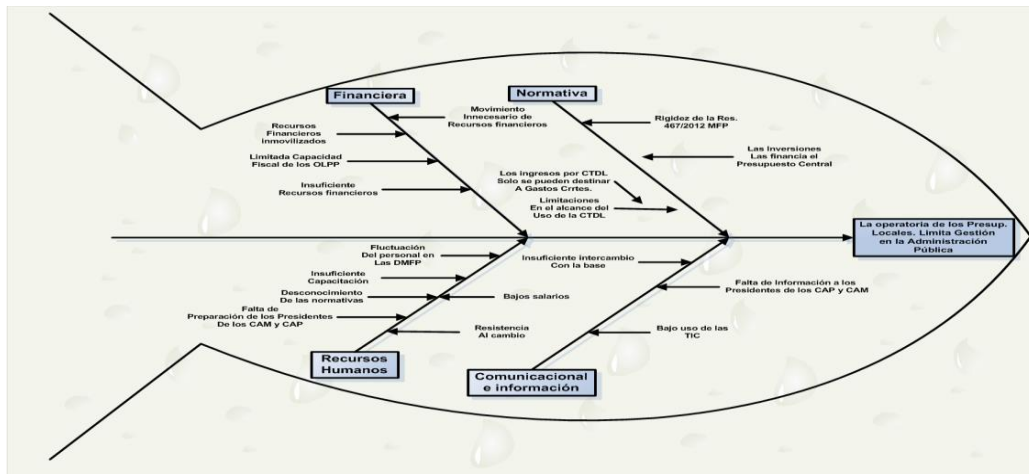 Financiera
Movimiento
Innecesario de
Recursos financieros
Recursos
Financieros
inmovilizados
Limitada Capacidad
Fiscal de los OLPP
Insuficiente
Recursos financieros
Normativa
Rigidez de la Res.
467/2012 MFP
Las Inversiones
Las financia el
Presupuesto Central
Los ingresos por CTDL
Solo se pueden destinar
A Gastos Crrtes.
Limitaciones
En el alcance del
Uso de la CTDL
La operatoria de los Presup.
Locales. Limita Gestión
en la Administración
Pública
Fluctuación
Del personal en
Las DMFP
Insuficiente
Capacitación
Desconocimiento
De las normativas
Bajos salarios
Falta de
Preparación de los Presidentes
De los CAM y CAP
Resistencia
Al cambio
Recursos
Humanos
Insuficiente intercambio
Con la base
Falta de Información a los
Presidentes de los CAP y CAM
Bajo uso de las
TIC
Comunicacional
e información